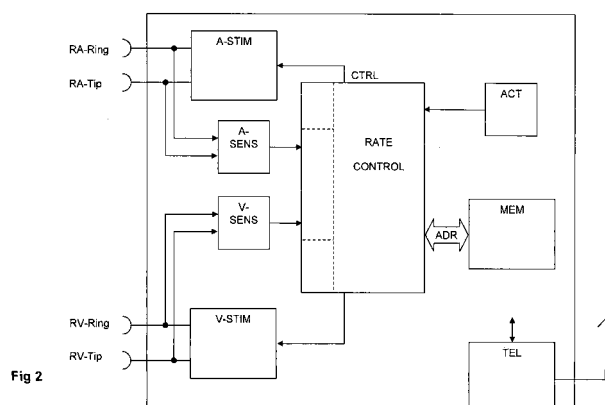 RA-Ring
A-STIM
CTRL
RA-Tip
ACT
A-
SENS
RATE
CONTROL
V-
SENS
MEM
ADR
RV-Ring
V-STIM
RV-Tip
TEL
Fig 2